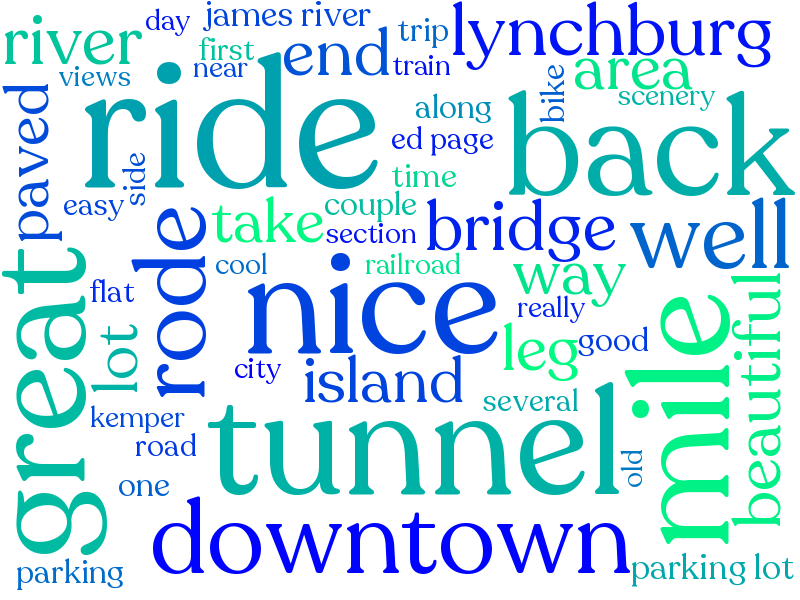 day
james river
trip
lynchburg
river
first
end
views
near
train
area
scenery
ride
bike
along
back
paved
side
ed page
time
easy
take
couple
section
bridge
well
great
rode
cool
railroad
way
flat
nice
really
lot
leg
good
mile
beautiful
city
island
several
kemper
tunnel
road
old
one
downtown
parking
parking lot